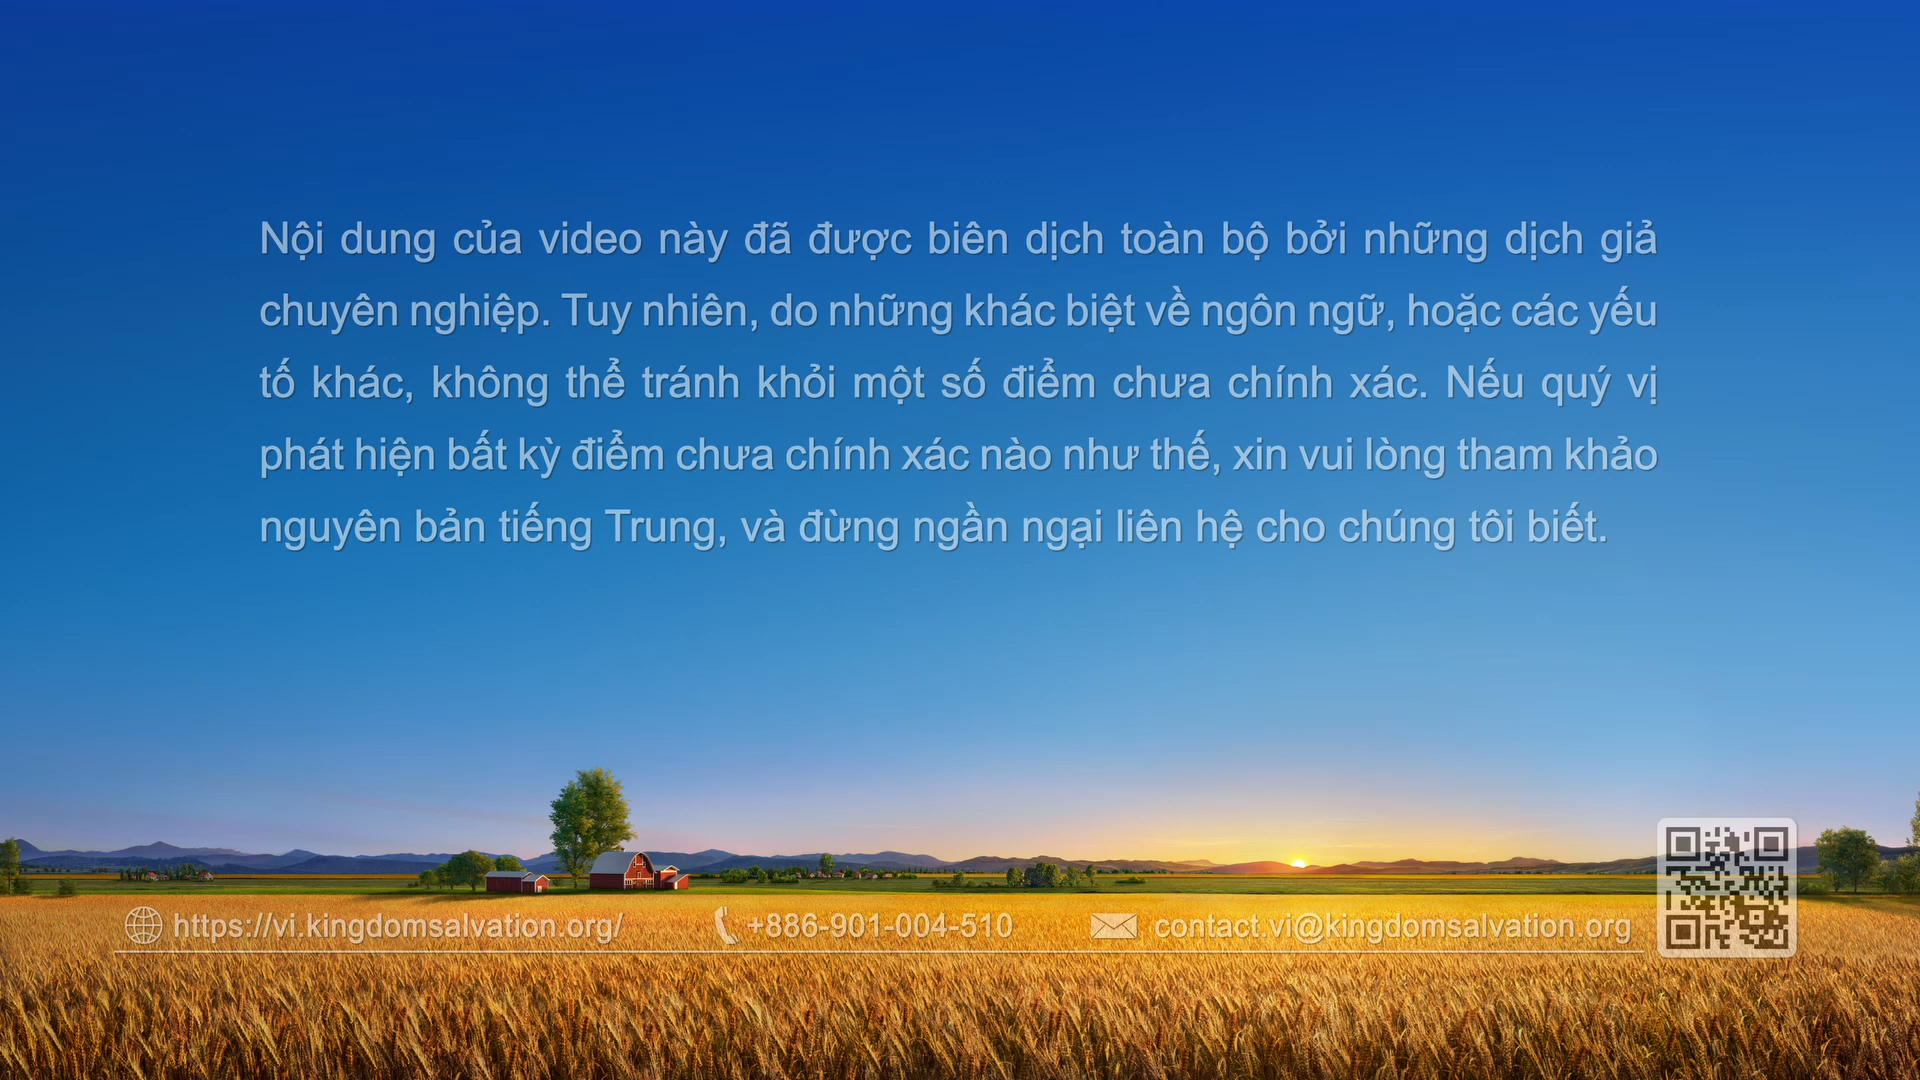 Nội dung của video này đã được biên dịch toàn bộ bởi những dịch giả
chuyên nghiệp. Tuy nhiên, do những khác biệt về ngôn ngữ, hoặc các yếu
tố khác, không thể tránh khỏi một số điểm chưa chính xác. Nếu quý vị
phát hiện bất kỳ điểm chưa chính xác nào như thế, xin vui lòng tham khảo
nguyên bản tiếng Trung, và đừng ngần ngại liên hệ cho chúng tôi biết.
https://vi.kingdomsalvation.org/ +886-901-004-510 contact.vi@kingdomsalvation.org